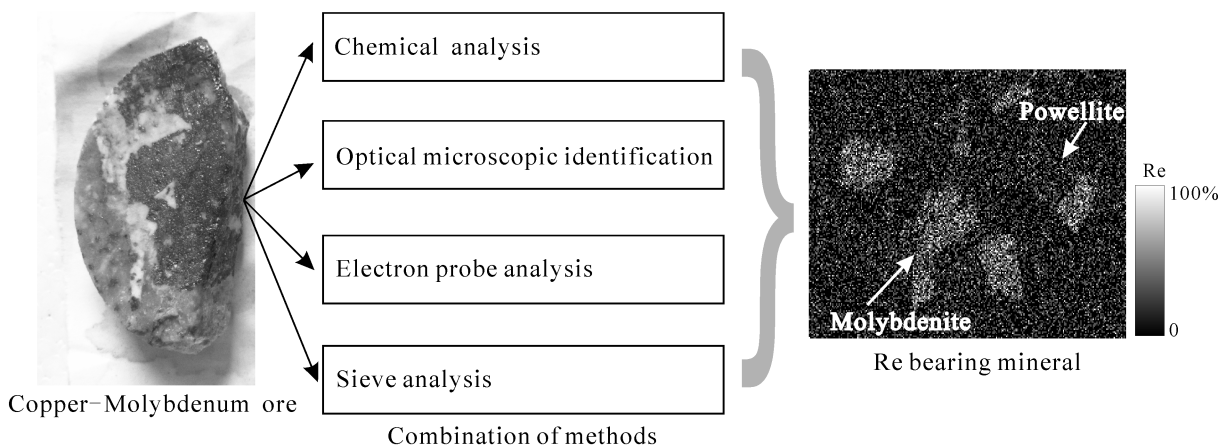 Chemical analysis
Optical microscopic identification
Electron probe analysis
Sieve analysis
Copper-Molybdenum ore
Combination of methods
Powellite
Molybdenite
Re
100%
0
Re bearing mineral